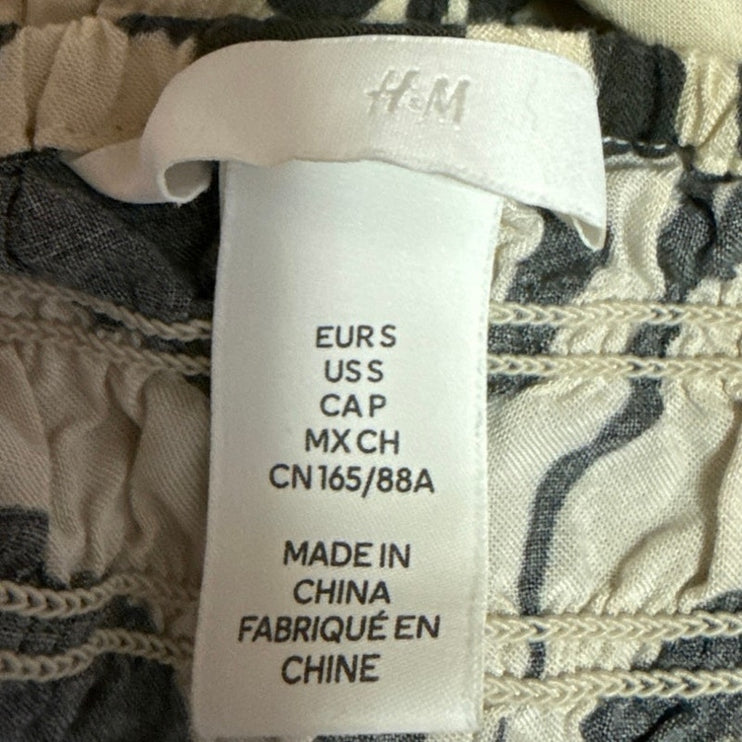 H&M
EUR S
US S
CA P
MX CH
CN 165/88A
MADE IN
CHINA
FABRIQUÉ EN
CHINE